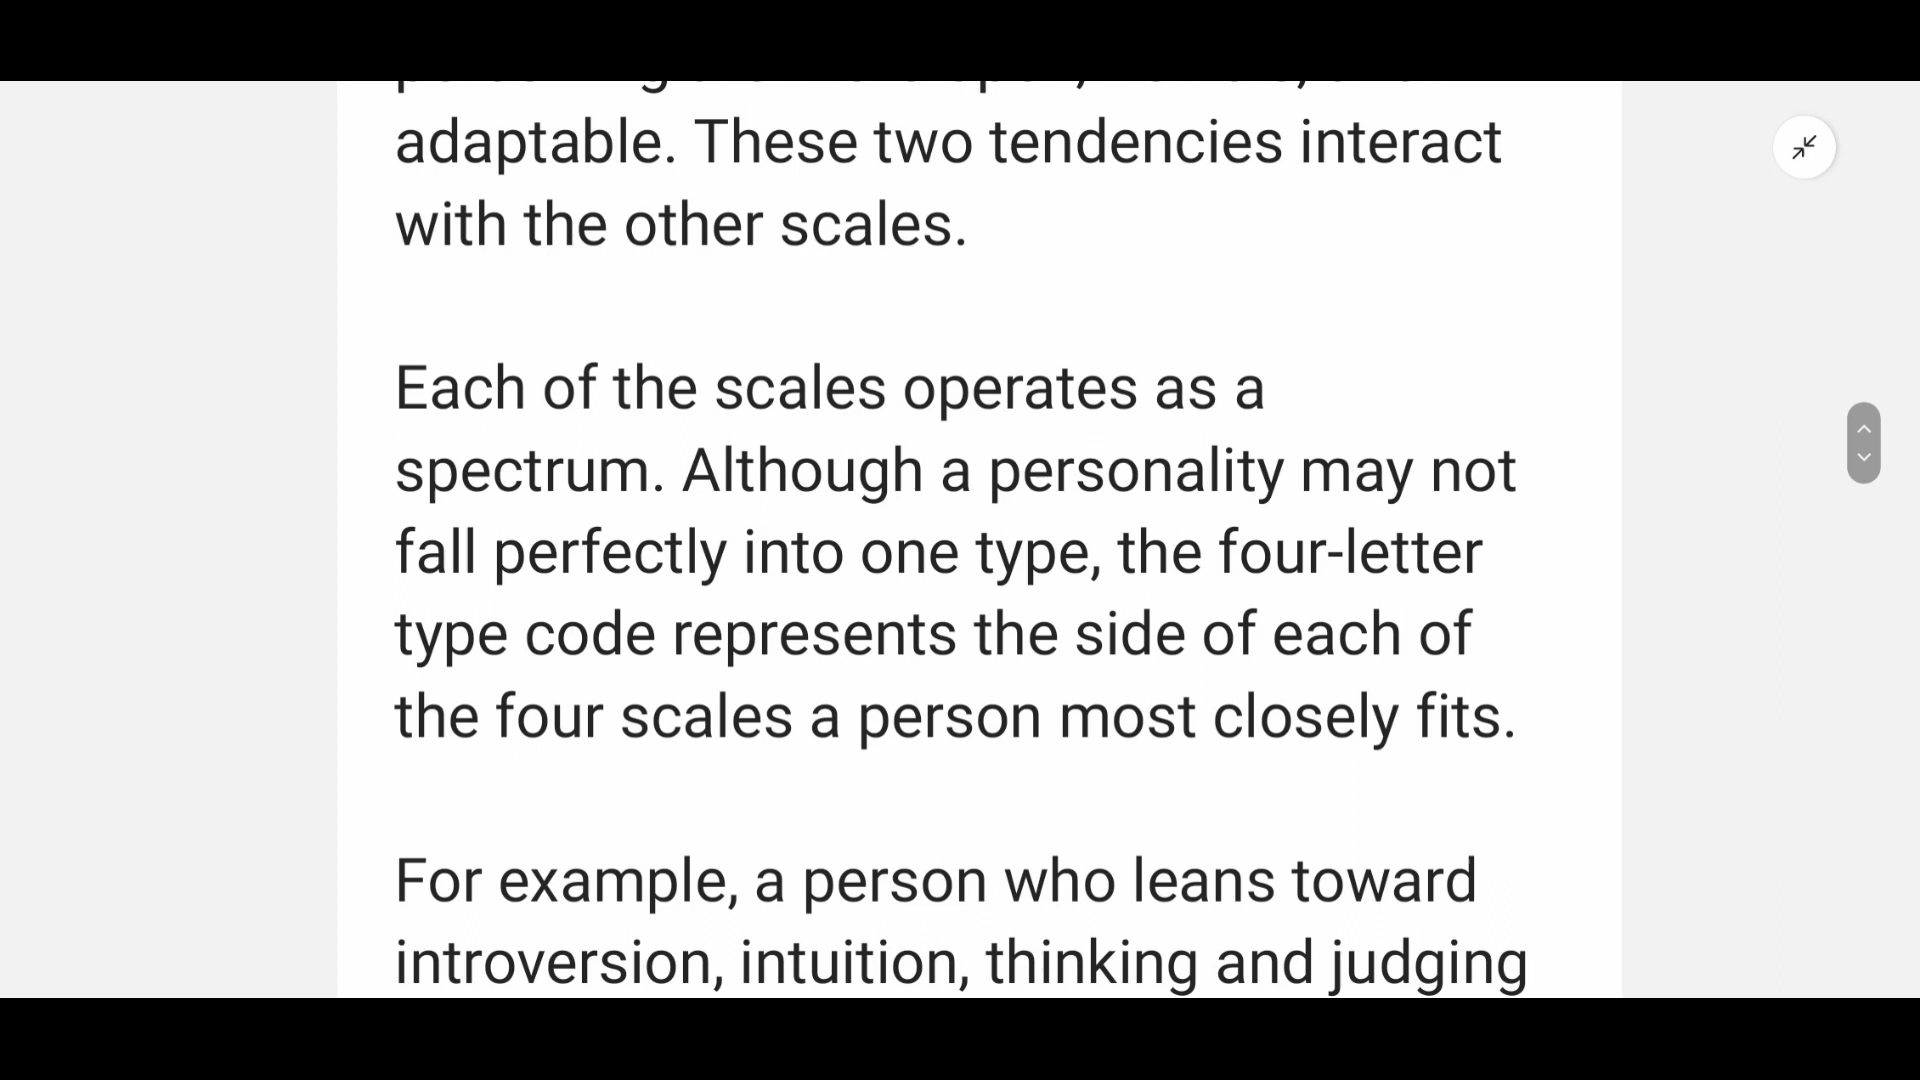 adaptable. These two tendencies interact
with the other scales.
Each of the scales operates as a
spectrum. Although a personality may not
fall perfectly into one type, the four-letter
type code represents the side of each of
the four scales a person most closely fits.
For example, a person who leans toward
introversion, intuition, thinking and judging